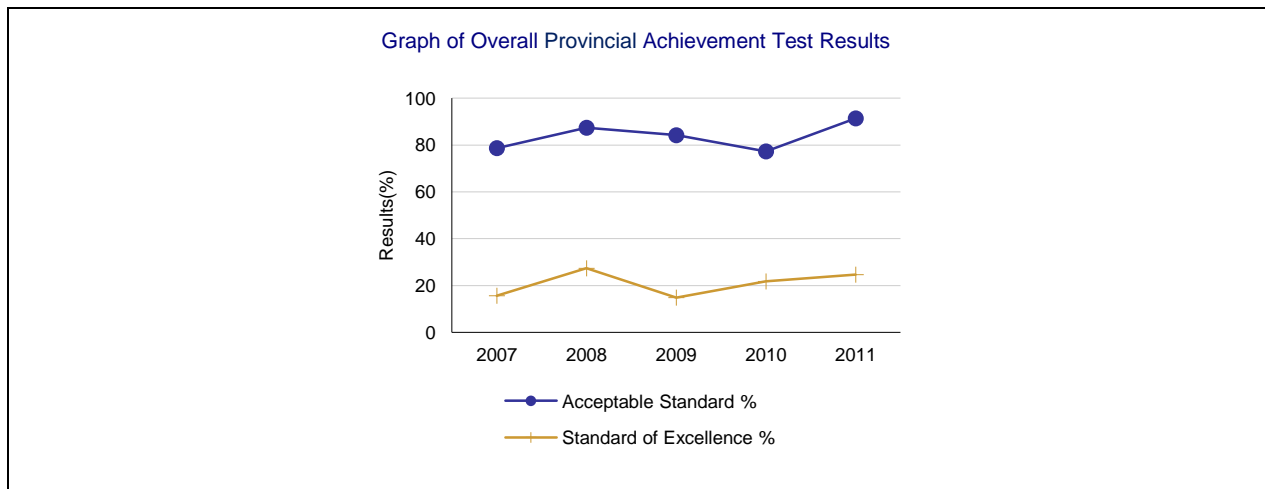 Graph of Overall Provincial Achievement Test Results
100
80
60
40
20
0
Results(%)
2007 2008 2009 2010 2011
Acceptable Standard %
Standard of Excellence %